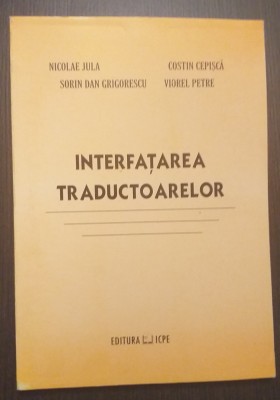 NICOLAE JULA COSTIN CEPIȘCĂ
SORIN DAN GRIGORESCU VIOREL PETRE
INTERFAȚAREA
TRADUCTOARELOR
EDITURA ICPE